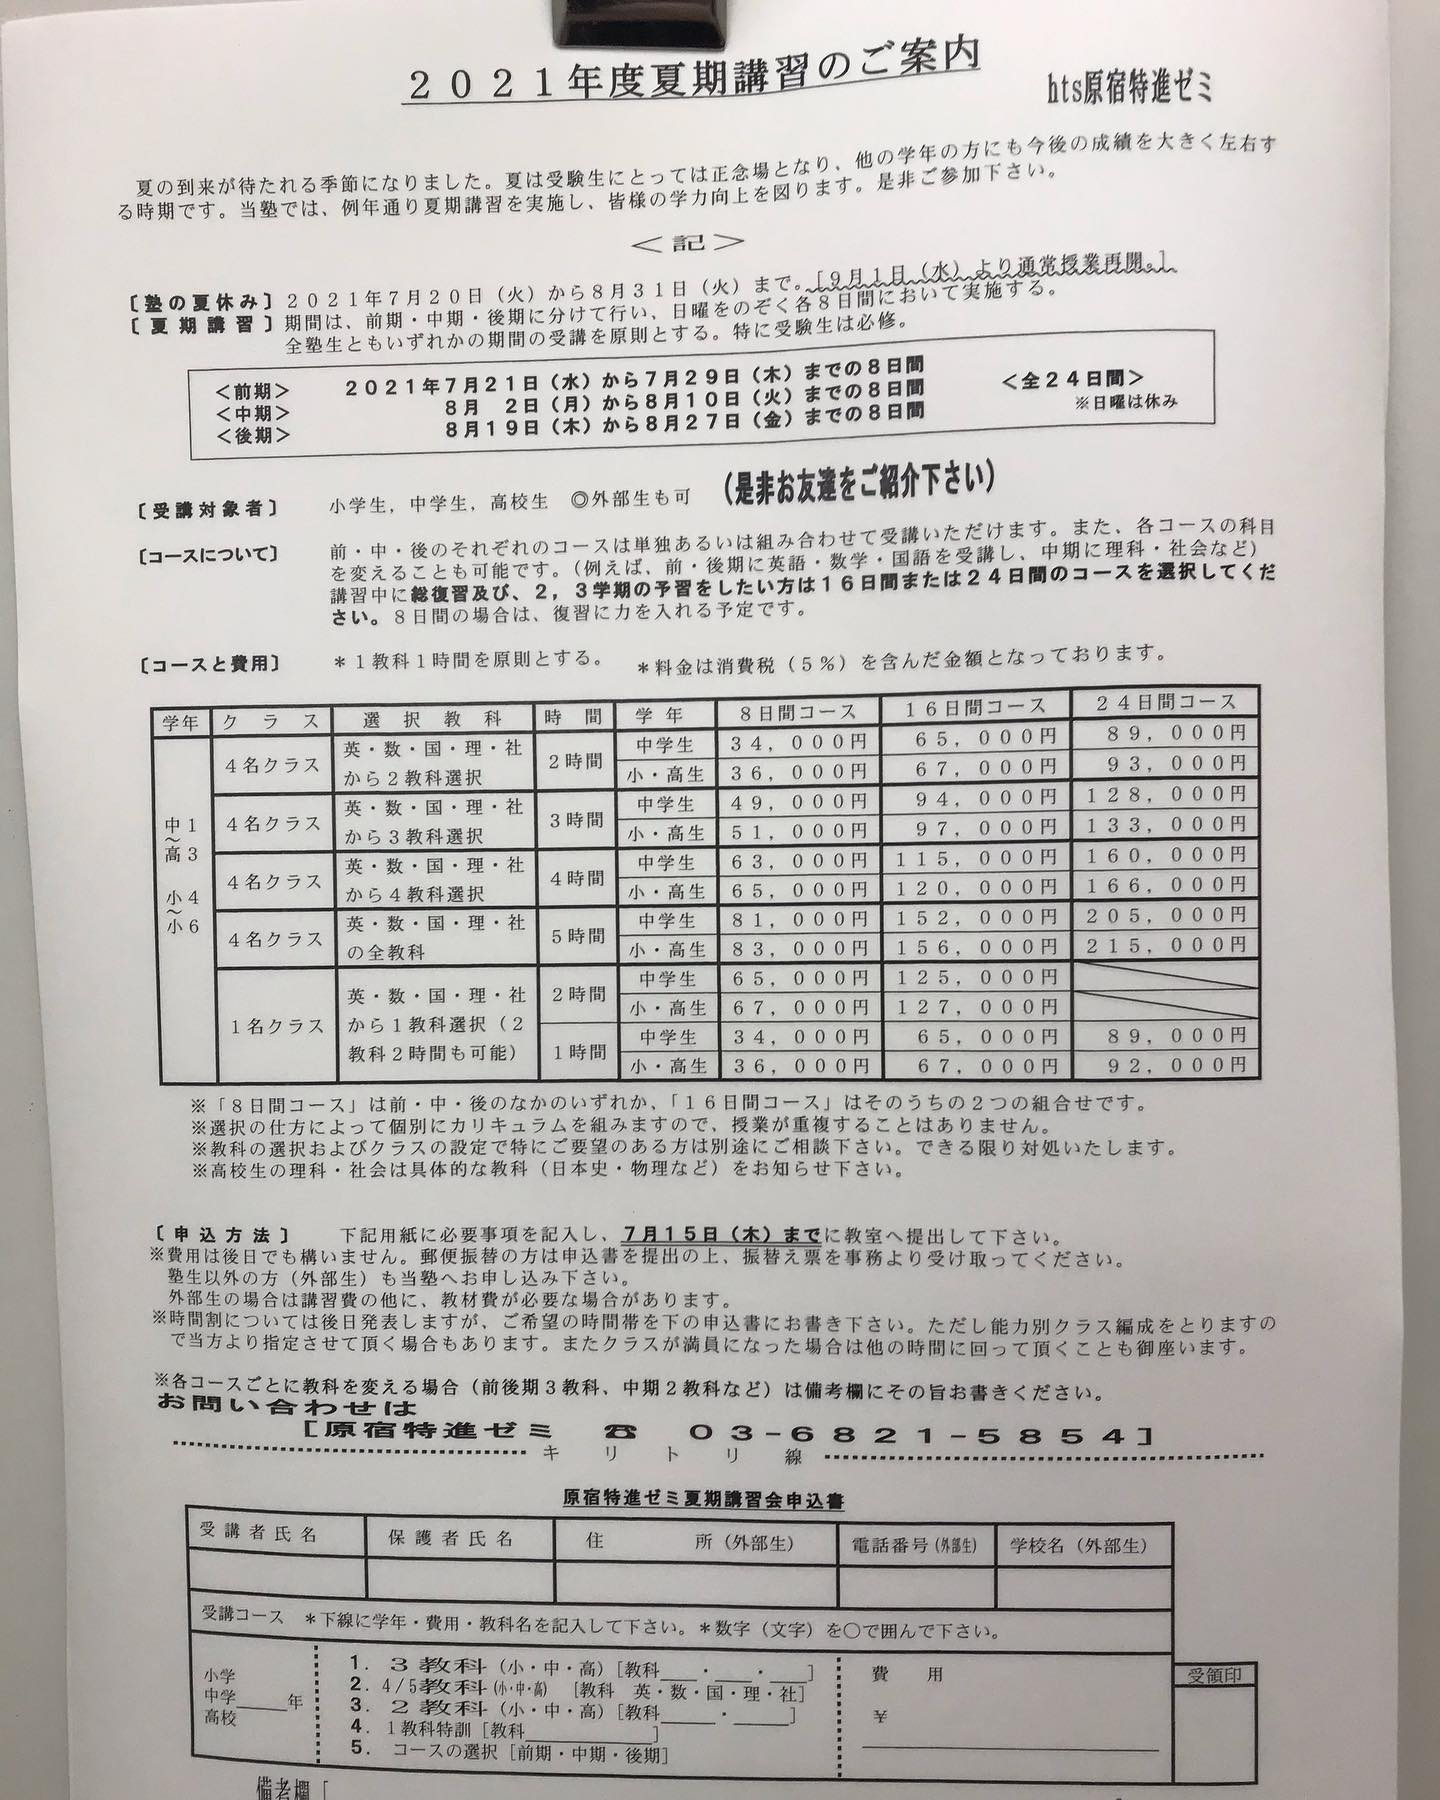 2021年度夏期講習のご案内
hts原宿特進ゼミ
夏の到来が待たれる季節になりました。夏は受験生にとっては正念場となり、他の学年の方にも今後の成績を大きく左右す
る時期です。当塾では、例年通り夏期講習を実施し、皆様の学力向上を図ります。是非ご参加下さい。
＜記＞
〔塾の夏休み〕2021年7月20日（火）から8月31日（火）まで。［9月1日（水）より通常授業再開。］
〔夏期講習〕期間は、前期・中期・後期に分けて行い、日曜をのぞく各8日間において実施する。
全塾生ともいずれかの期間の受講を原則とする。特に受験生は必修。
＜前期＞ 2021年7月21日（水）から7月29日（木）までの8日間 ＜全24日間＞
＜中期＞ 8月 2日（月）から8月10日（火）までの8日間 ※日曜は休み
＜後期＞ 8月19日（木）から8月27日（金）までの8日間
〔受講対象者〕 小学生，中学生，高校生 ◎外部生も可 （是非お友達をご紹介下さい）
〔コースについて〕 前・中・後のそれぞれのコースは単独あるいは組み合わせて受講いただけます。また、各コースの科目
を変えることも可能です。（例えば、前・後期に英語・数学・国語を受講し、中期に理科・社会など）
講習中に総復習及び、2，3学期の予習をしたい方は16日間または24日間のコースを選択してくだ
さい。8日間の場合は、復習に力を入れる予定です。
〔コースと費用〕 ＊1教科1時間を原則とする。 ＊料金は消費税（5％）を含んだ金額となっております。
学年 クラス 選択教科 時間 学年 8日間コース 16日間コース 24日間コース
中1～高3 小4～小6
4名クラス 英・数・国・理・社から2教科選択 2時間 中学生 34，000円 65，000円 89，000円
小・高生 36，000円 67，000円 93，000円
4名クラス 英・数・国・理・社から3教科選択 3時間 中学生 49，000円 94，000円 128，000円
小・高生 51，000円 97，000円 133，000円
4名クラス 英・数・国・理・社から4教科選択 4時間 中学生 63，000円 115，000円 160，000円
小・高生 65，000円 120，000円 166，000円
4名クラス 英・数・国・理・社の全教科 5時間 中学生 81，000円 152，000円 205，000円
小・高生 83，000円 156，000円 215，000円
1名クラス 英・数・国・理・社から1教科選択（2教科2時間も可能） 2時間 中学生 65，000円 125，000円
小・高生 67，000円 127，000円
1時間 中学生 34，000円 65，000円 89，000円
小・高生 36，000円 67，000円 92，000円
※「8日間コース」は前・中・後のなかのいずれか、「16日間コース」はそのうちの2つの組合せです。
※選択の仕方によって個別にカリキュラムを組みますので、授業が重複することはありません。
※教科の選択およびクラスの設定で特にご要望のある方は別途にご相談下さい。できる限り対処いたします。
※高校生の理科・社会は具体的な教科（日本史・物理など）をお知らせ下さい。
〔申込方法〕 下記用紙に必要事項を記入し、7月15日（木）までに教室へ提出して下さい。
※費用は後日でも構いません。郵便振替の方は申込書を提出の上、振替え票を事務より受け取ってください。
塾生以外の方（外部生）も当塾へお申し込み下さい。
外部生の場合は講習費の他に、教材費が必要な場合があります。
※時間割については後日発表しますが、ご希望の時間帯を下の申込書にお書き下さい。ただし能力別クラス編成をとりますの
で当方より指定させて頂く場合もあります。またクラスが満員になった場合は他の時間に回って頂くことも御座います。
※各コースごとに教科を変える場合（前後期3教科、中期2教科など）は備考欄にその旨お書きください。
お問い合わせは
［原宿特進ゼミ ☎ 03-6821-5854］
キリトリ線
原宿特進ゼミ夏期講習会申込書
受講者氏名 保護者氏名 住所（外部生） 電話番号（外部生） 学校名（外部生）
受講コース ＊下線に学年・費用・教科名を記入して下さい。＊数字（文字）を○で囲んで下さい。
小学
中学＿＿年
高校
1． 3教科（小・中・高）［教科＿＿・＿＿・＿＿］
2． 4/5教科（小・中・高） ［教科 英・数・国・理・社］
3． 2教科（小・中・高）［教科＿＿・＿＿］
4． 1教科特訓［教科＿＿＿＿］
5． コースの選択［前期・中期・後期］
費用
￥
受領印
備考欄［